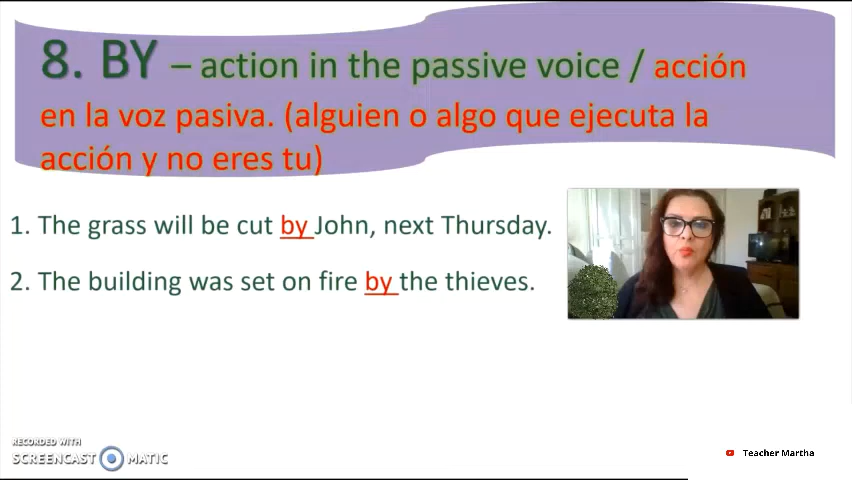 8. BY – action in the passive voice / acción
en la voz pasiva. (alguien o algo que ejecuta la
acción y no eres tu)
1. The grass will be cut by John, next Thursday.
2. The building was set on fire by the thieves.
RECORDED WITH
SCREENCAST MATIC
Teacher Martha